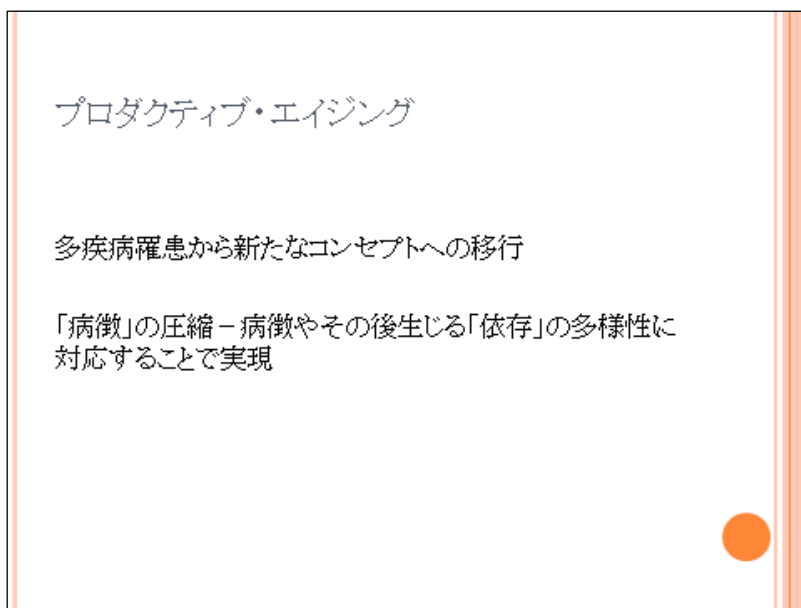 プロダクティブ・エイジング
多疾病罹患から新たなコンセプトへの移行
「病徴」の圧縮－病徴やその後生じる「依存」の多様性に
対応することで実現